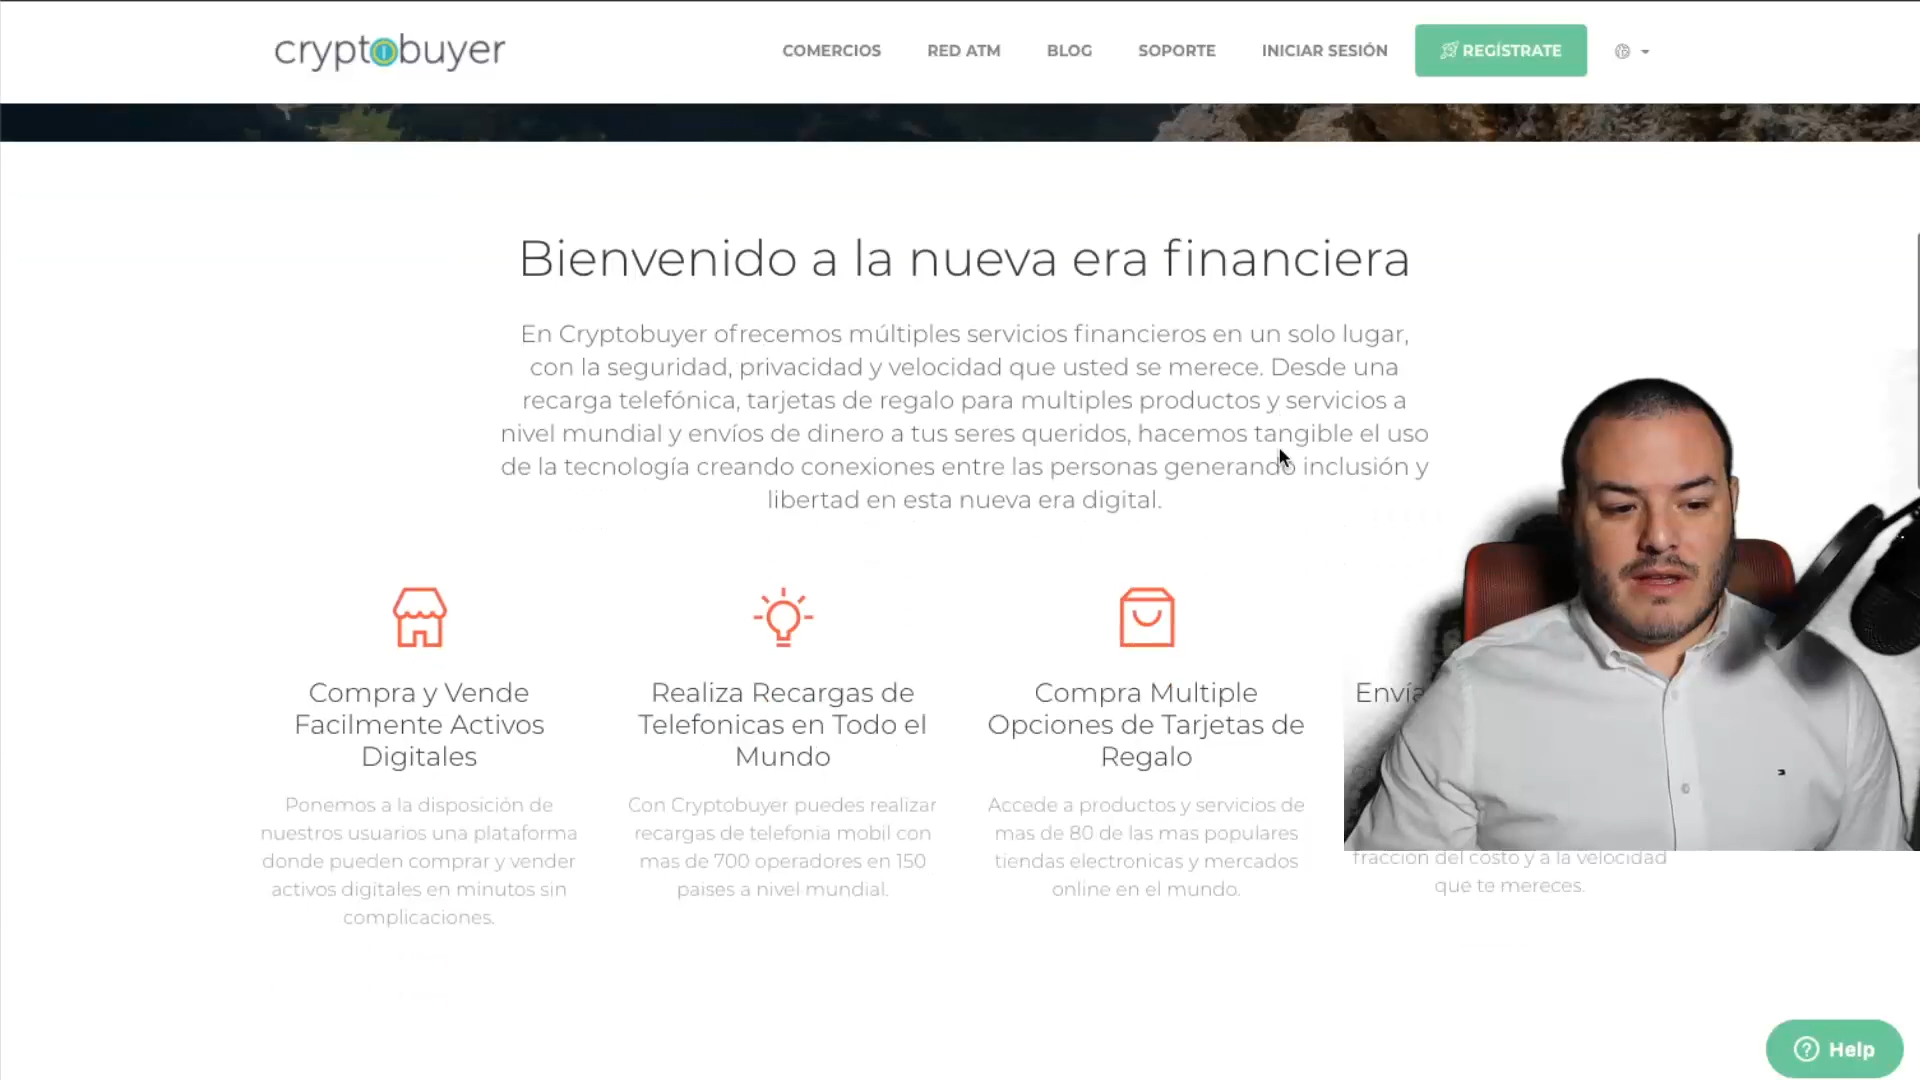 cryptobuyer
COMERCIOS
RED ATM
BLOG
SOPORTE
INICIAR SESIÓN
REGÍSTRATE
Bienvenido a la nueva era financiera
En Cryptobuyer ofrecemos múltiples servicios financieros en un solo lugar,
con la seguridad, privacidad y velocidad que usted se merece. Desde una
recarga telefónica, tarjetas de regalo para multiples productos y servicios a
nivel mundial y envíos de dinero a tus seres queridos, hacemos tangible el uso
de la tecnología creando conexiones entre las personas generando inclusión y
libertad en esta nueva era digital.
Compra y Vende
Facilmente Activos
Digitales
Ponemos a la disposición de
nuestros usuarios una plataforma
donde pueden comprar y vender
activos digitales en minutos sin
complicaciones.
Realiza Recargas de
Telefonicas en Todo el
Mundo
Con Cryptobuyer puedes realizar
recargas de telefonia mobil con
mas de 700 operadores en 150
paises a nivel mundial.
Compra Multiple
Opciones de Tarjetas de
Regalo
Accede a productos y servicios de
mas de 80 de las mas populares
tiendas electronicas y mercados
online en el mundo.
Envía
fracción del costo y a la velocidad
que te mereces.
Help